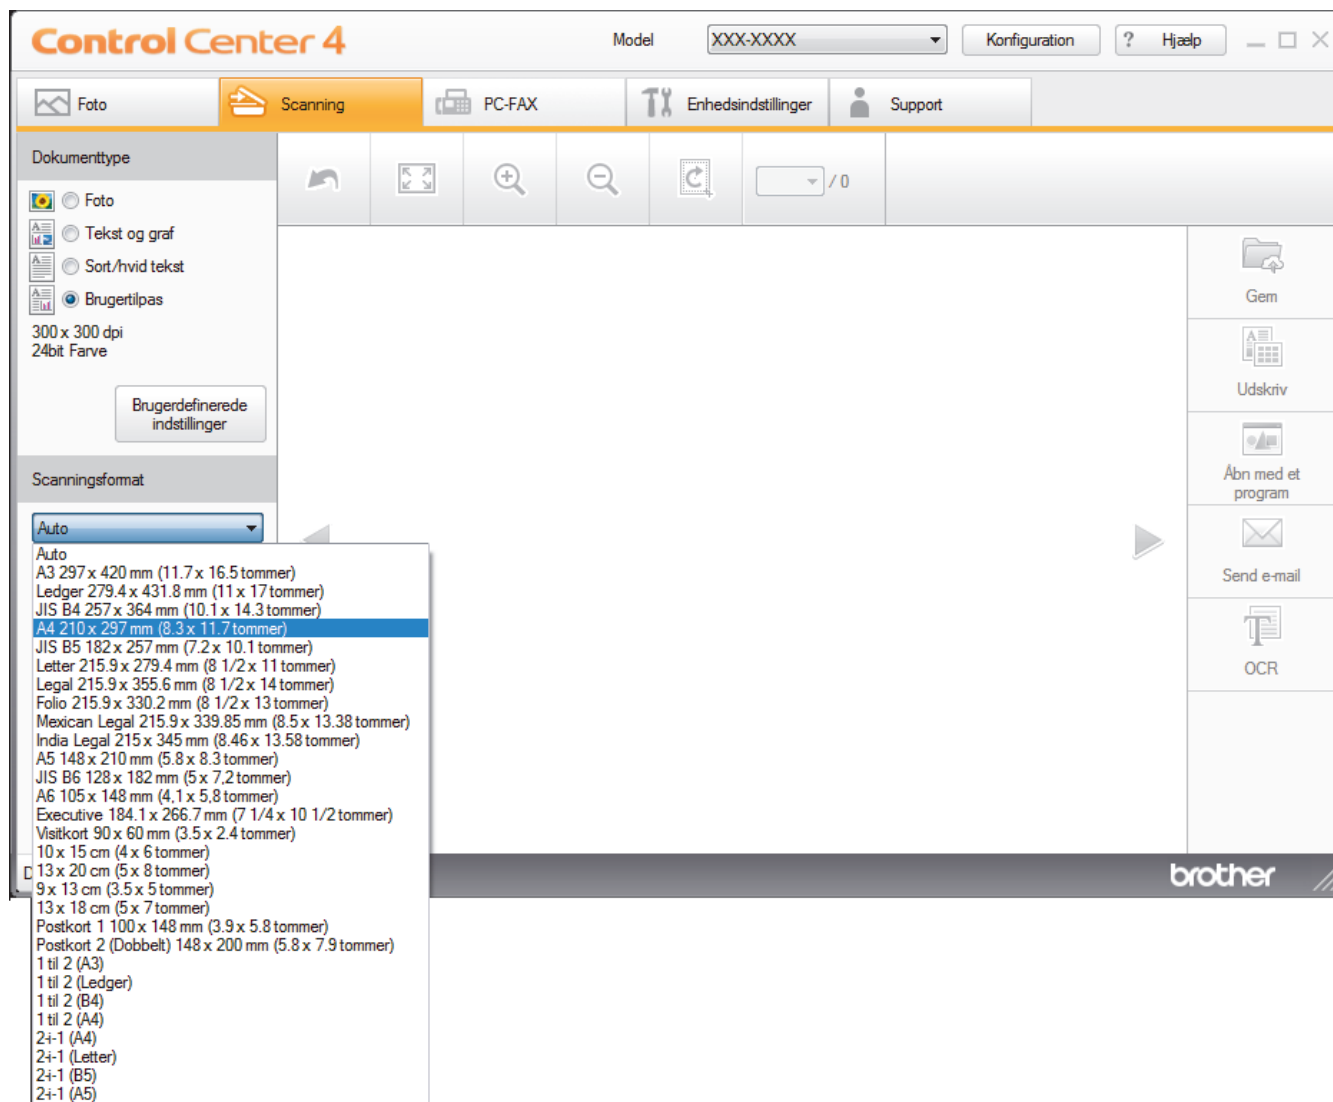 Control Center 4
Model
XXX-XXXX
Konfiguration
? Hjælp
Foto
Scanning
PC-FAX
Enhedsindstillinger
Support
Dokumenttype
Foto
Tekst og graf
Sort/hvid tekst
Brugertilpas
300 x 300 dpi
24bit Farve
Brugerdefinerede
indstillinger
Scanningsformat
Auto
/ 0
Auto
A3 297 x 420 mm (11.7 x 16.5 tommer)
Ledger 279.4 x 431.8 mm (11 x 17 tommer)
JIS B4 257 x 364 mm (10.1 x 14.3 tommer)
A4 210 x 297 mm (8.3 x 11.7 tommer)
JIS B5 182 x 257 mm (7.2 x 10.1 tommer)
Letter 215.9 x 279.4 mm (8 1/2 x 11 tommer)
Legal 215.9 x 355.6 mm (8 1/2 x 14 tommer)
Folio 215.9 x 330.2 mm (8 1/2 x 13 tommer)
Mexican Legal 215.9 x 339.85 mm (8.5 x 13.38 tommer)
India Legal 215 x 345 mm (8.46 x 13.58 tommer)
A5 148 x 210 mm (5.8 x 8.3 tommer)
JIS B6 128 x 182 mm (5 x 7,2 tommer)
A6 105 x 148 mm (4,1 x 5,8 tommer)
Executive 184.1 x 266.7 mm (7 1/4 x 10 1/2 tommer)
Visitkort 90 x 60 mm (3.5 x 2.4 tommer)
10 x 15 cm (4 x 6 tommer)
13 x 20 cm (5 x 8 tommer)
9 x 13 cm (3.5 x 5 tommer)
13 x 18 cm (5 x 7 tommer)
Postkort 1 100 x 148 mm (3.9 x 5.8 tommer)
Postkort 2 (Dobbelt) 148 x 200 mm (5.8 x 7.9 tommer)
1 til 2 (A3)
1 til 2 (Ledger)
1 til 2 (B4)
1 til 2 (A4)
2-i-1 (A4)
2-i-1 (Letter)
2-i-1 (B5)
2-i-1 (A5)
Gem
Udskriv
Åbn med et
program
Send e-mail
OCR
brother